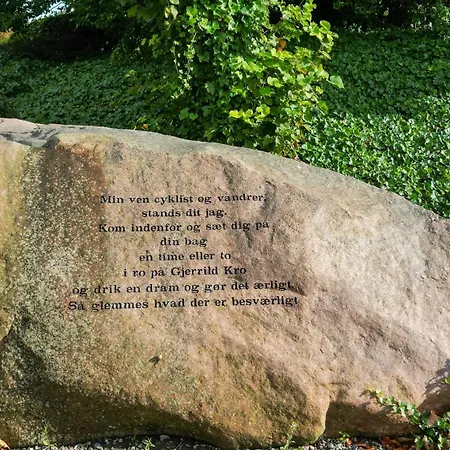 Min ven cyklist og vandrer,
stands dit jag.
Kom indenfor og sæt dig på
din bag
en time eller to
i ro på Gjerrild Kro
og drik en dram og gør det ærligt.
Så glemmes hvad der er besværligt